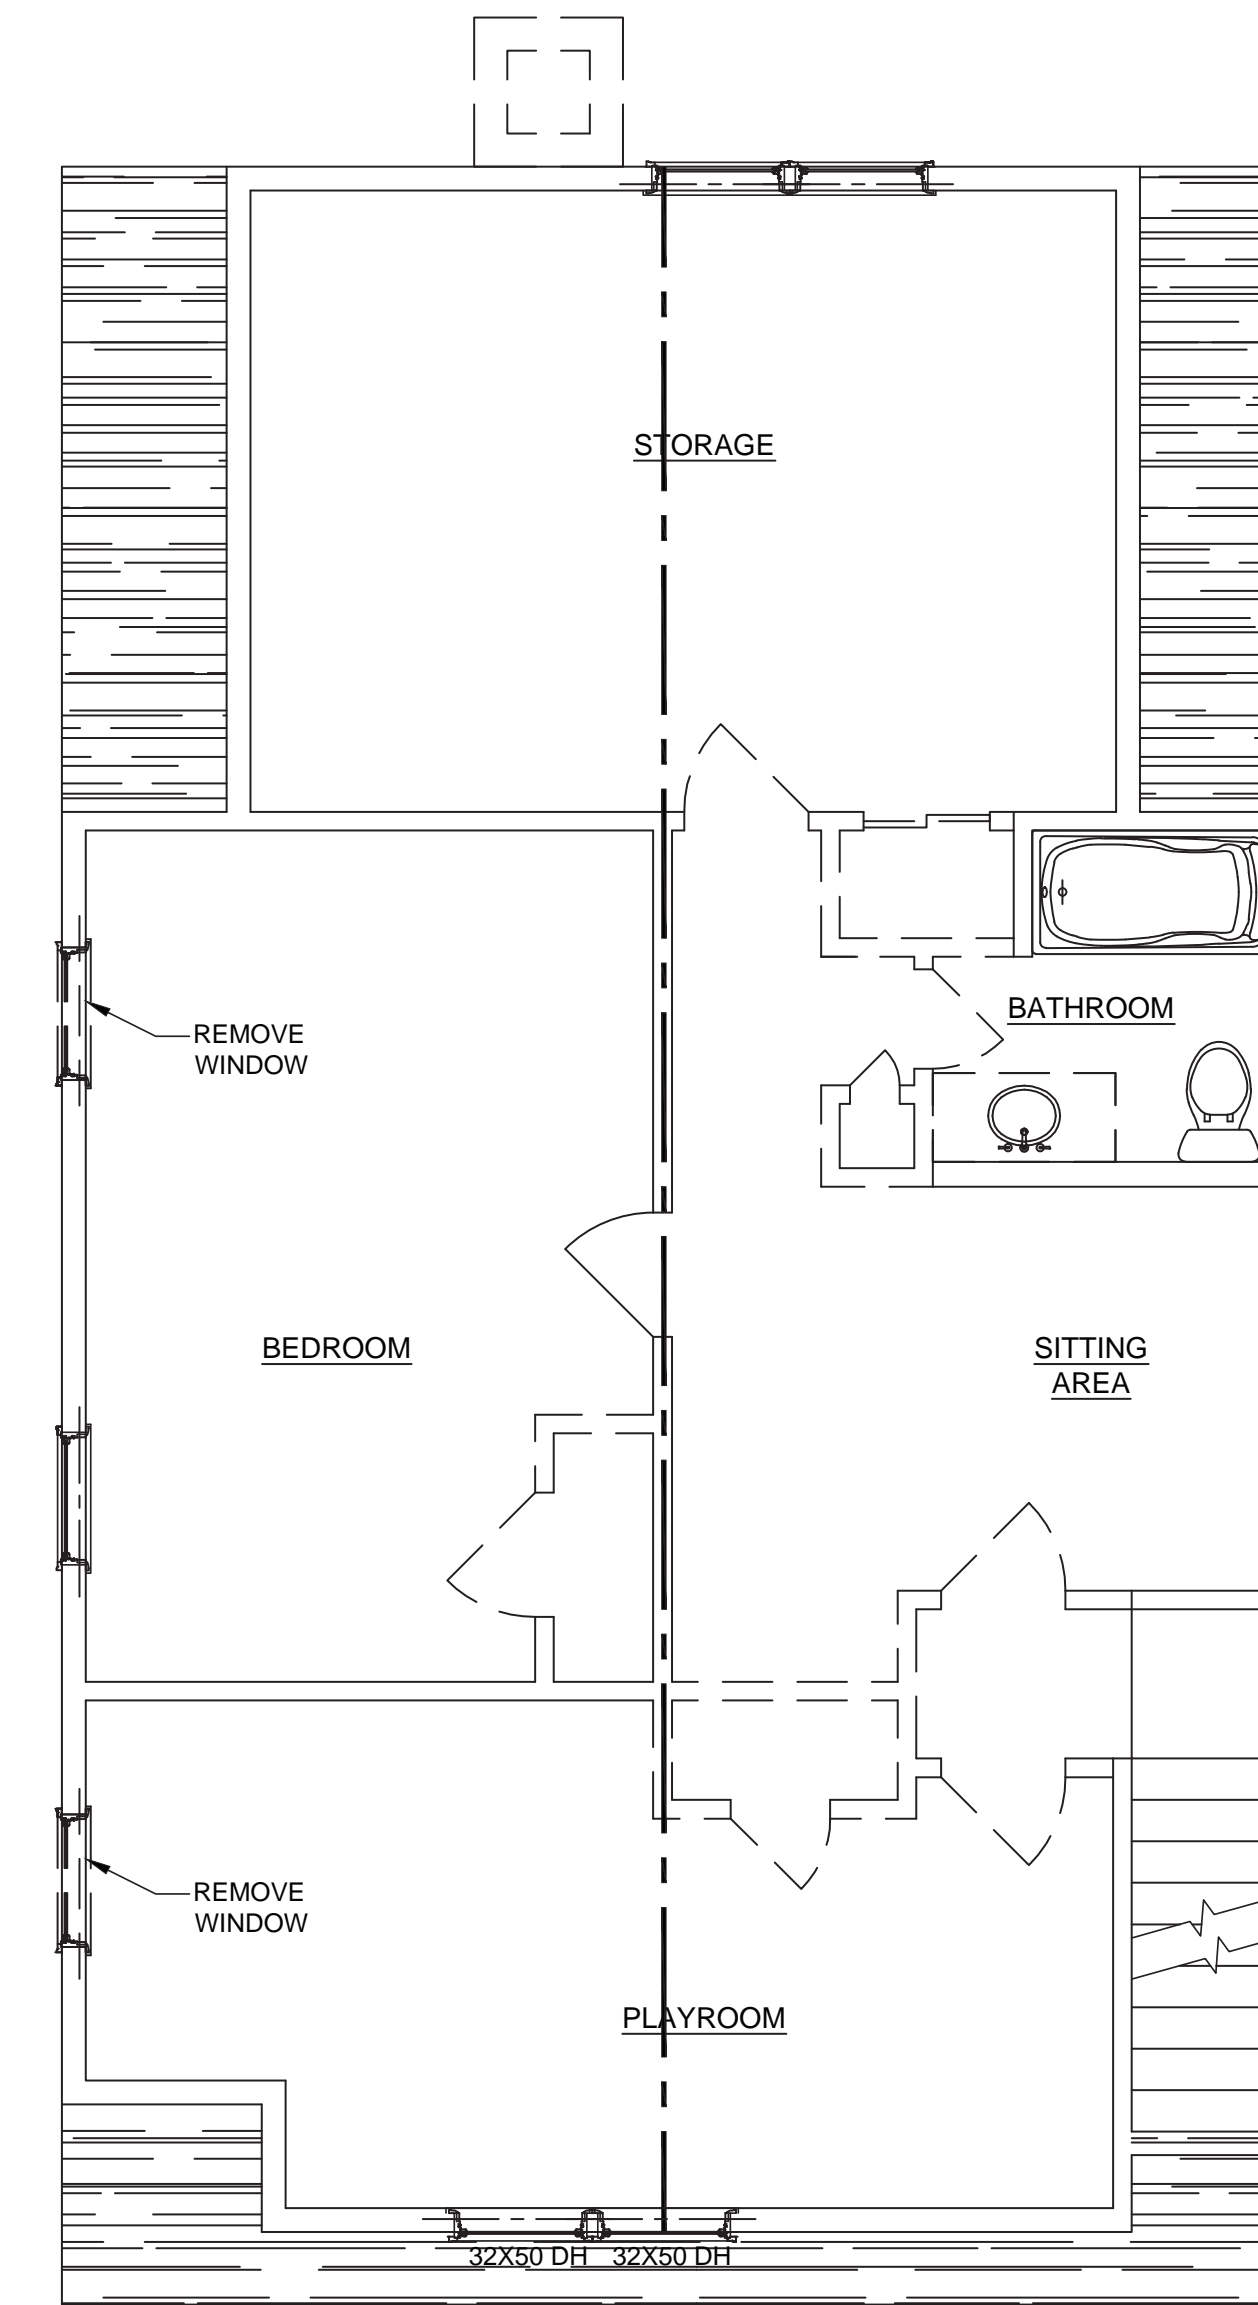 STORAGE
BATHROOM
REMOVE
WINDOW
BEDROOM
SITTING
AREA
REMOVE
WINDOW
PLAYROOM
32X50 DH 32X50 DH